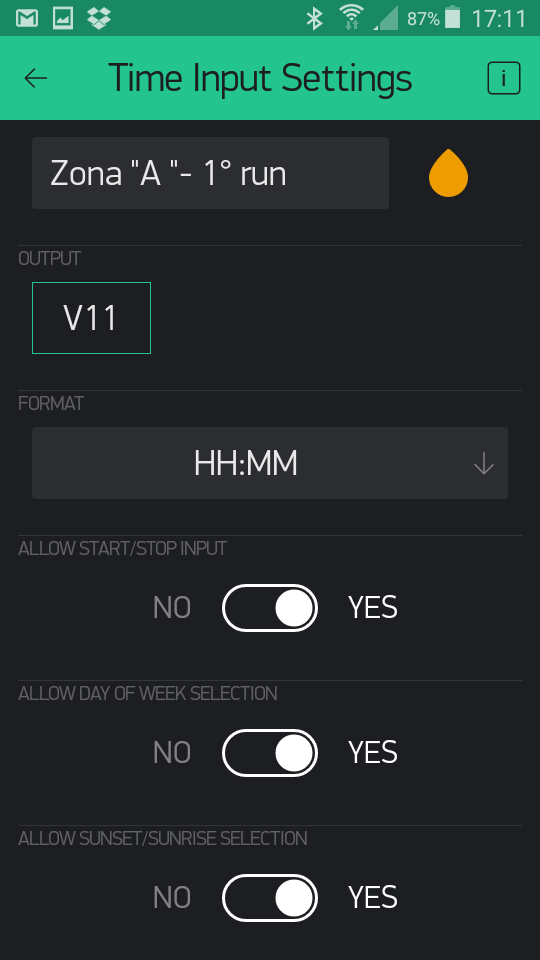 87% 17:11
Time Input Settings i
Zona "A "- 1° run
OUTPUT
V11
FORMAT
HH:MM
ALLOW START/STOP INPUT
NO YES
ALLOW DAY OF WEEK SELECTION
NO YES
ALLOW SUNSET/SUNRISE SELECTION
NO YES